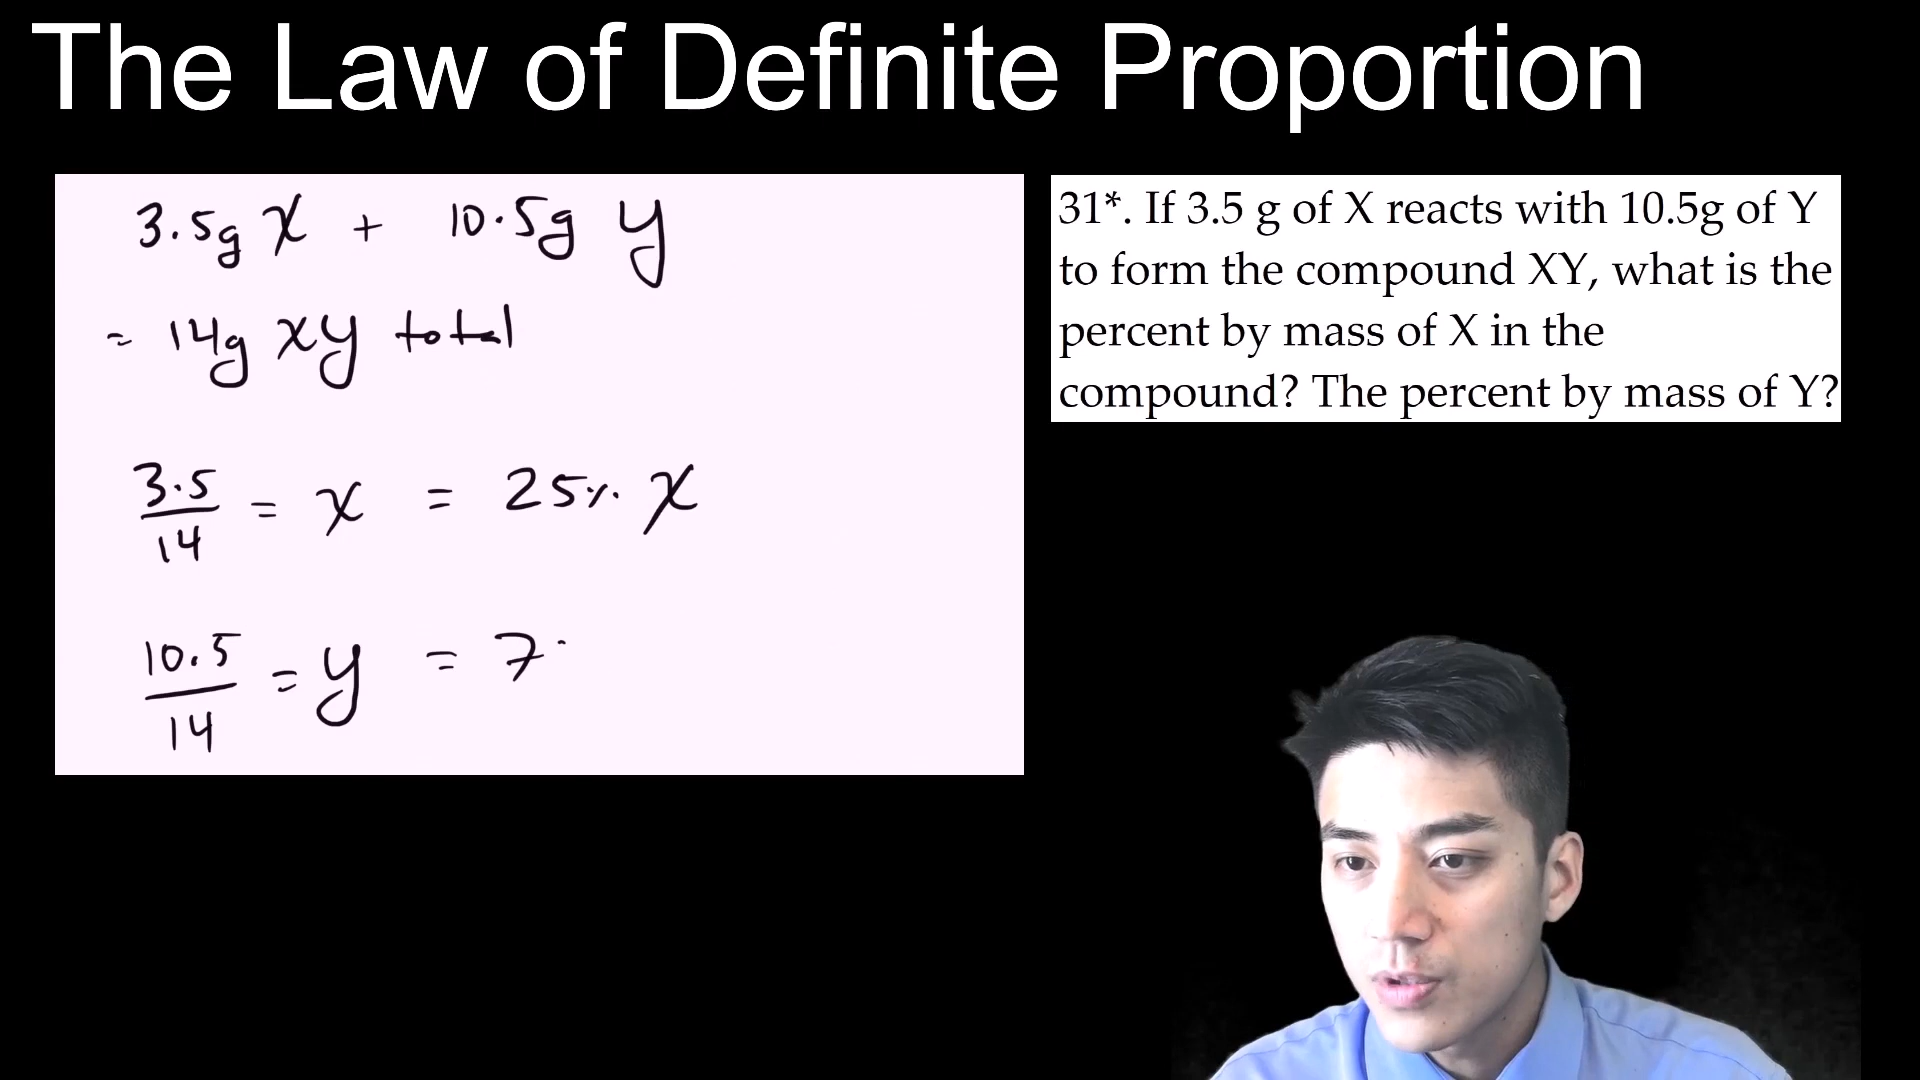 The Law of Definite Proportion
3.5g X + 10.5g y
= 14g xy total
3.5/14 = X = 25% X
10.5/14 = y = 7
31*. If 3.5 g of X reacts with 10.5g of Y
to form the compound XY, what is the
percent by mass of X in the
compound? The percent by mass of Y?